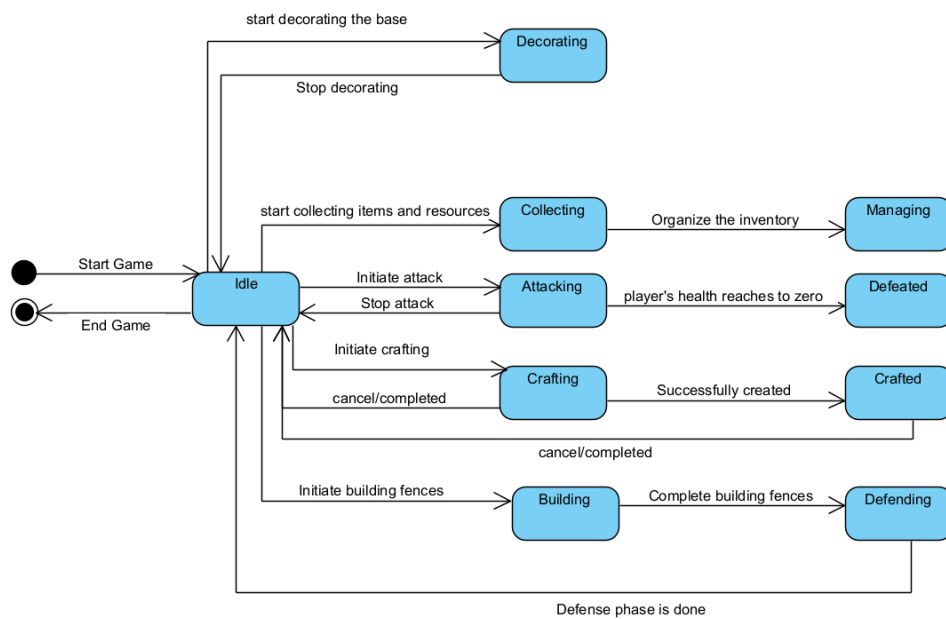 start decorating the base
Decorating
Stop decorating
start collecting items and resources
Collecting
Organize the inventory
Managing
Start Game
Idle
Initiate attack
Attacking
player's health reaches to zero
Defeated
Stop attack
End Game
Initiate crafting
Crafting
Successfully created
Crafted
cancel/completed
cancel/completed
Initiate building fences
Building
Complete building fences
Defending
Defense phase is done